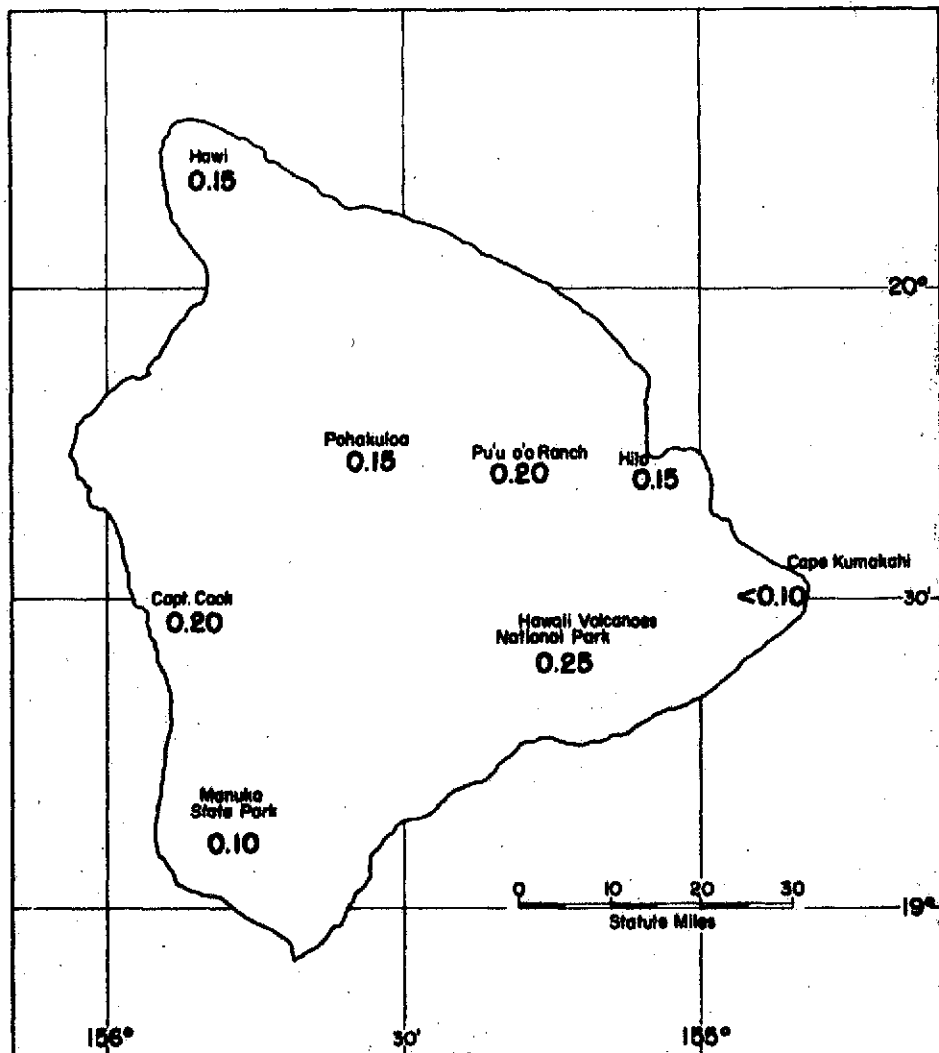 Hawi
0.15
20°
Pohakuloa
0.15
Pu'u o'o Ranch
0.20
Hilo
0.15
Cape Kumakahi
<0.10
30'
Capt. Cook
0.20
Hawaii Volcanoes
National Park
0.25
Manuka
State Park
0.10
0 10 20 30
Statute Miles
19°
156° 30' 155°